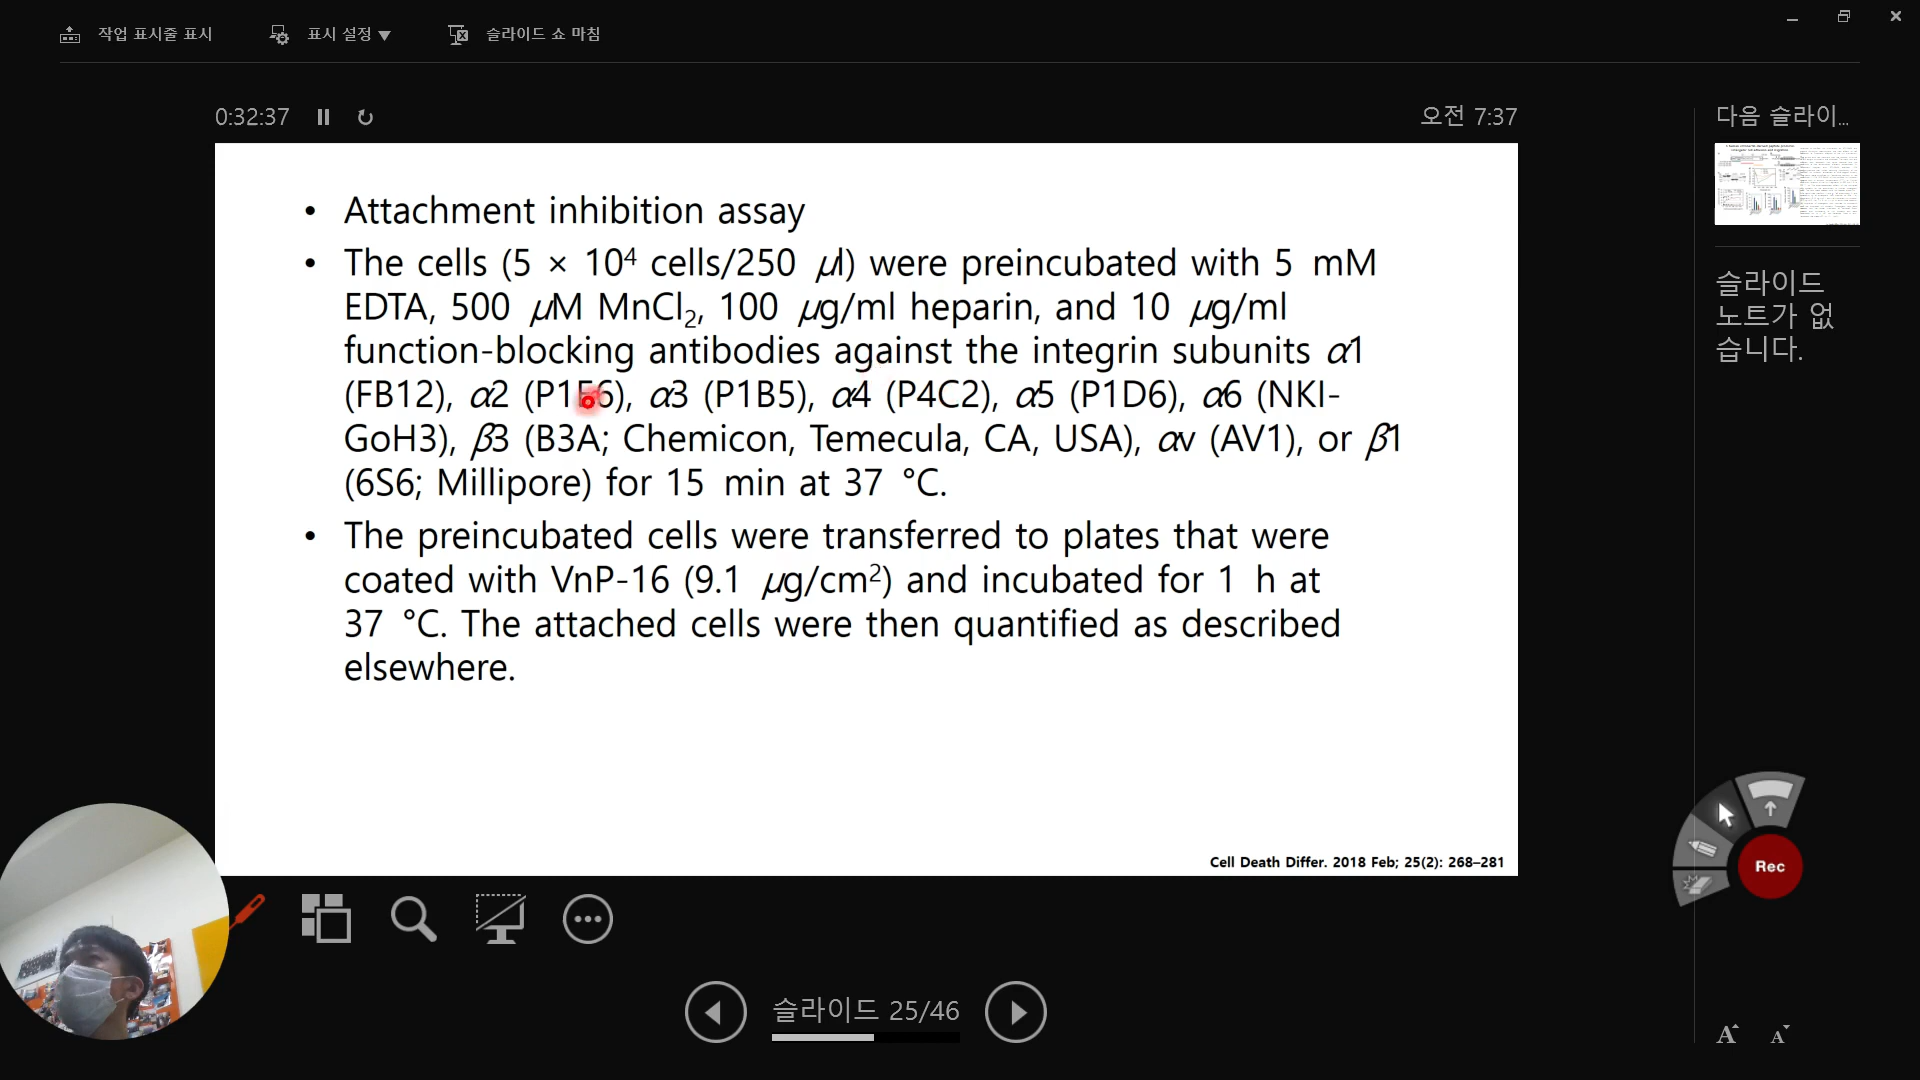 작업 표시줄 표시
표시 설정 ▼
슬라이드 쇼 마침
0:32:37
오전 7:37
다음 슬라이...
• Attachment inhibition assay
• The cells (5 × 10⁴ cells/250 μl) were preincubated with 5 mM
EDTA, 500 μM MnCl₂, 100 μg/ml heparin, and 10 μg/ml
function-blocking antibodies against the integrin subunits α1
(FB12), α2 (P1E6), α3 (P1B5), α4 (P4C2), α5 (P1D6), α6 (NKI-
GoH3), β3 (B3A; Chemicon, Temecula, CA, USA), αv (AV1), or β1
(6S6; Millipore) for 15 min at 37 °C.
• The preincubated cells were transferred to plates that were
coated with VnP-16 (9.1 μg/cm²) and incubated for 1 h at
37 °C. The attached cells were then quantified as described
elsewhere.
Cell Death Differ. 2018 Feb; 25(2): 268–281
슬라이드
노트가 없
습니다.
Rec
슬라이드 25/46
A A